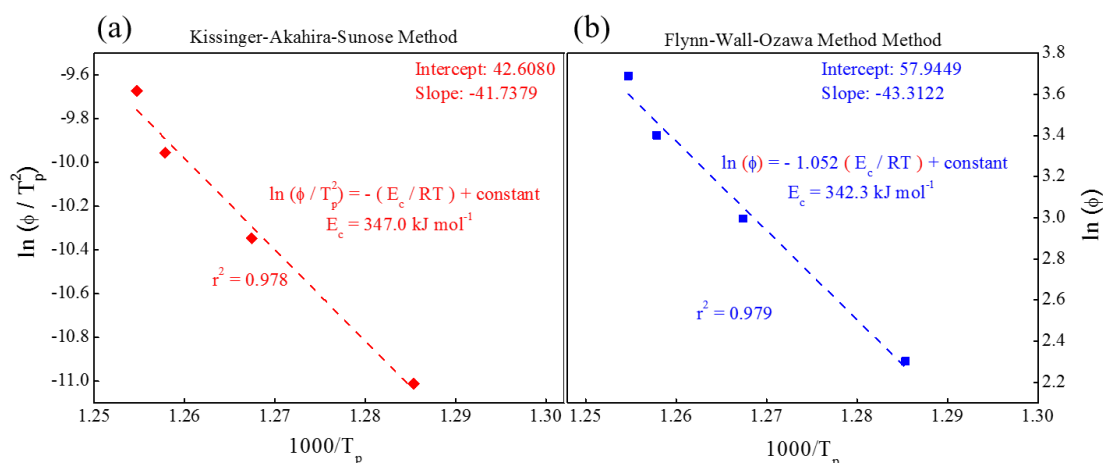 (a)
Kissinger-Akahira-Sunose Method
Intercept: 42.6080
Slope: -41.7379
ln (ϕ / T_p^2) = - ( E_c / RT ) + constant
E_c = 347.0 kJ mol^-1
r^2 = 0.978
ln (ϕ / T_p^2)
-9.6
-9.8
-10.0
-10.2
-10.4
-10.6
-10.8
-11.0
1.25
1.26
1.27
1.28
1.29
1.30
1000/T_p
(b)
Flynn-Wall-Ozawa Method Method
Intercept: 57.9449
Slope: -43.3122
ln (ϕ) = - 1.052 ( E_c / RT ) + constant
E_c = 342.3 kJ mol^-1
r^2 = 0.979
3.8
3.6
3.4
3.2
3.0
2.8
2.6
2.4
2.2
ln (ϕ)
1.25
1.26
1.27
1.28
1.29
1.30
1000/T_p